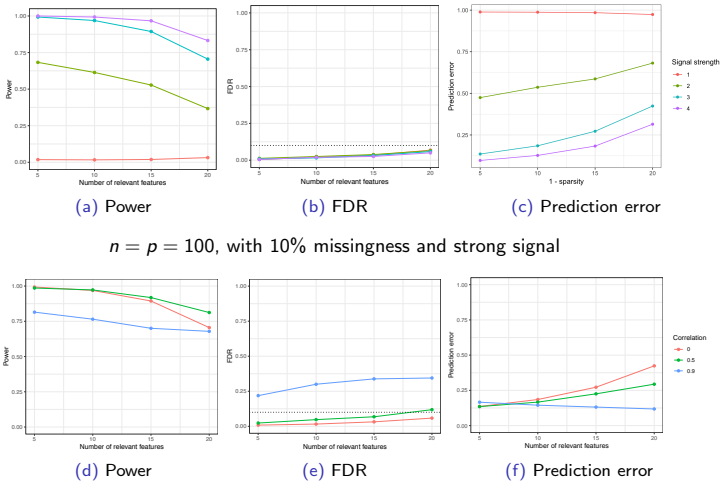 1.00
0.75
0.50
0.25
0.00
Power
5
10
15
20
Number of relevant features
(a) Power
1.00
0.75
0.50
0.25
0.00
FDR
5
10
15
20
Number of relevant features
(b) FDR
1.00
0.75
0.50
0.25
Prediction error
5
10
15
20
1 - sparsity
(c) Prediction error
Signal strength
1
2
3
4
n = p = 100, with 10% missingness and strong signal
1.00
0.75
0.50
0.25
0.00
Power
5
10
15
20
Number of relevant features
(d) Power
1.00
0.75
0.50
0.25
0.00
FDR
5
10
15
20
Number of relevant features
(e) FDR
1.00
0.75
0.50
0.25
0.00
Prediction error
5
10
15
20
Number of relevant features
(f) Prediction error
Correlation
0
0.5
0.9